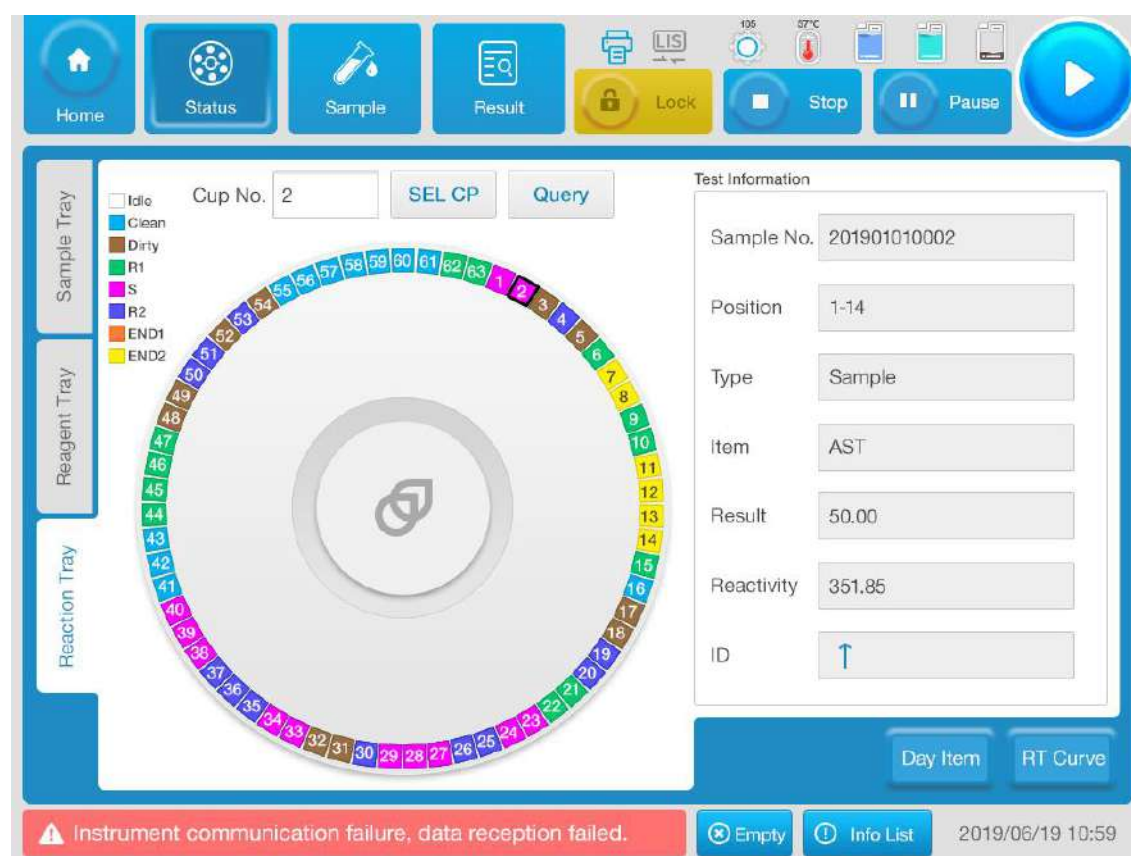 105
37°C
LIS
Home
Status
Sample
Result
Lock
Stop
Pause
Sample Tray
Reagent Tray
Reaction Tray
Idle
Clean
Dirty
R1
S
R2
END1
END2
Cup No. 2
SEL CP
Query
1
2
3
4
5
6
7
8
9
10
11
12
13
14
15
16
17
18
19
20
21
22
23
24
25
26
27
28
29
30
31
32
33
34
35
36
37
38
39
40
41
42
43
44
45
46
47
48
49
50
51
52
53
54
55
56
57
58
59
60
61
62
63
Test Information
Sample No. 201901010002
Position 1-14
Type Sample
Item AST
Result 50.00
Reactivity 351.85
ID ↑
Day Item
RT Curve
Instrument communication failure, data reception failed.
Empty
Info List
2019/06/19 10:59